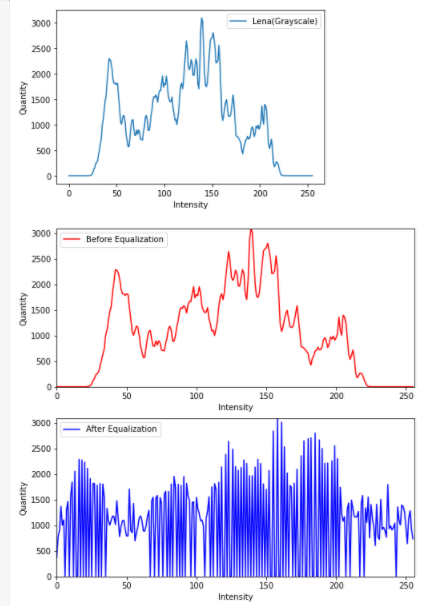 Lena(Grayscale)
3000
2500
2000
1500
1000
500
0
Quantity
0 50 100 150 200 250
Intensity
Before Equalization
3000
2500
2000
1500
1000
500
0
Quantity
0 50 100 150 200 250
Intensity
After Equalization
3000
2500
2000
1500
1000
500
0
Quantity
0 50 100 150 200 250
Intensity